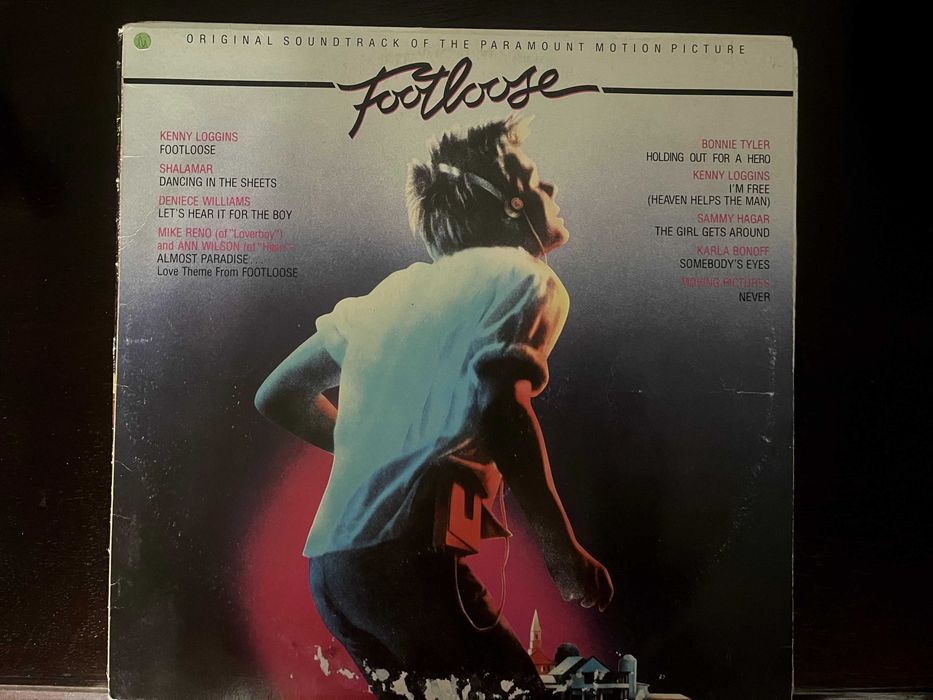 ORIGINAL SOUNDTRACK OF THE PARAMOUNT MOTION PICTURE
Footloose
KENNY LOGGINS
FOOTLOOSE
SHALAMAR
DANCING IN THE SHEETS
DENIECE WILLIAMS
LET'S HEAR IT FOR THE BOY
MIKE RENO (of "Loverboy")
and ANN WILSON (of "Heart")
ALMOST PARADISE...
Love Theme From FOOTLOOSE
BONNIE TYLER
HOLDING OUT FOR A HERO
KENNY LOGGINS
I'M FREE
(HEAVEN HELPS THE MAN)
SAMMY HAGAR
THE GIRL GETS AROUND
KARLA BONOFF
SOMEBODY'S EYES
MOVING PICTURES
NEVER